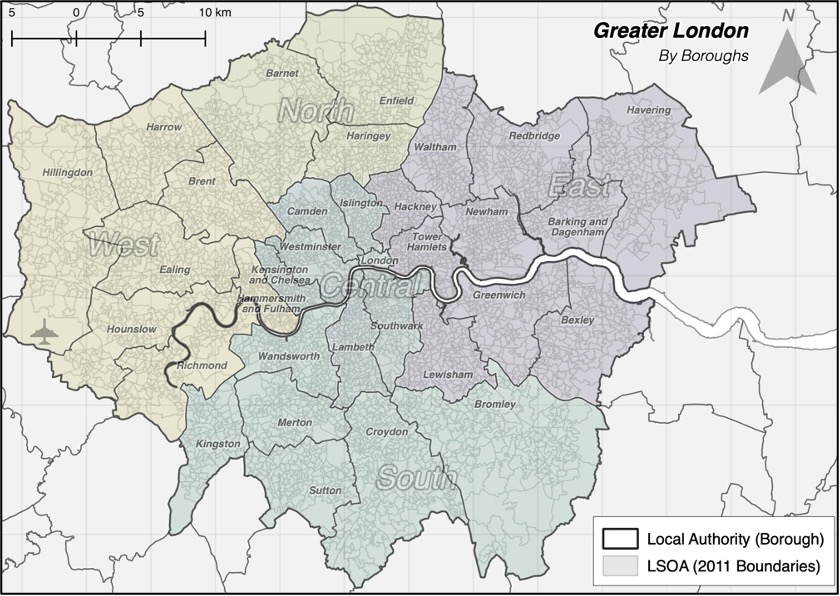 5 0 5 10 km
Greater London
By Boroughs
N
Barnet
Enfield
North
Haringey
Harrow
Hillingdon
Brent
Waltham
Redbridge
Havering
East
Camden
Islington
Hackney
Newham
Barking and
Dagenham
West
Westminster
Tower
Hamlets
London
Ealing
Kensington
and Chelsea
Central
Hammersmith
and Fulham
Greenwich
Hounslow
Southwark
Bexley
Richmond
Wandsworth
Lambeth
Lewisham
Bromley
Kingston
Merton
Croydon
South
Sutton
Local Authority (Borough)
LSOA (2011 Boundaries)